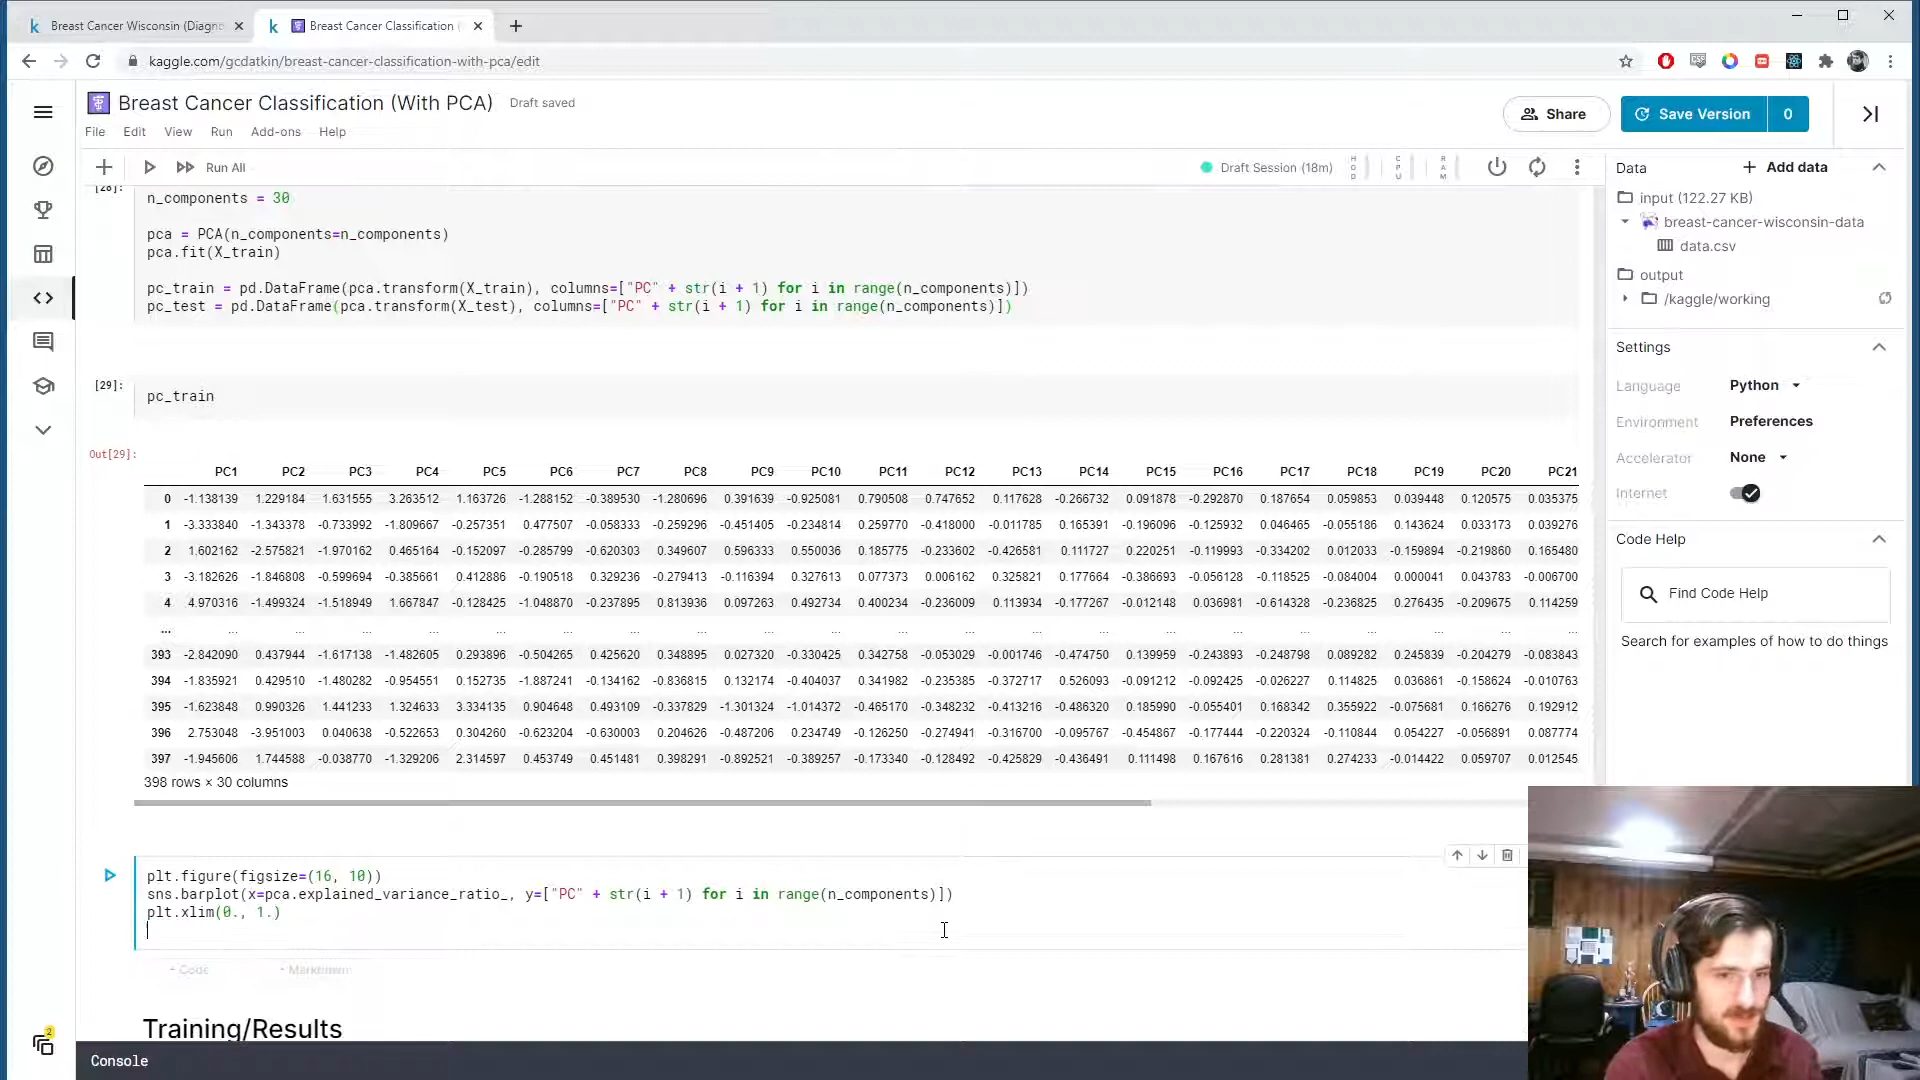 Breast Cancer Wisconsin (Diagno
Breast Cancer Classification (
kaggle.com/gcdatkin/breast-cancer-classification-with-pca/edit
Breast Cancer Classification (With PCA) Draft saved
File Edit View Run Add-ons Help
Share
Save Version 0
Run All
Draft Session (18m)
HDD
CPU
RAM
[28]:
n_components = 30
pca = PCA(n_components=n_components)
pca.fit(X_train)
pc_train = pd.DataFrame(pca.transform(X_train), columns=["PC" + str(i + 1) for i in range(n_components)])
pc_test = pd.DataFrame(pca.transform(X_test), columns=["PC" + str(i + 1) for i in range(n_components)])
[29]:
pc_train
Out[29]:
PC1 PC2 PC3 PC4 PC5 PC6 PC7 PC8 PC9 PC10 PC11 PC12 PC13 PC14 PC15 PC16 PC17 PC18 PC19 PC20 PC21
0 -1.138139 1.229184 1.631555 3.263512 1.163726 -1.288152 -0.389530 -1.280696 0.391639 -0.925081 0.790508 0.747652 0.117628 -0.266732 0.091878 -0.292870 0.187654 0.059853 0.039448 0.120575 0.035375
1 -3.333840 -1.343378 -0.733992 -1.809667 -0.257351 0.477507 -0.058333 -0.259296 -0.451405 -0.234814 0.259770 -0.418000 -0.011785 0.165391 -0.196096 -0.125932 0.046465 -0.055186 0.143624 0.033173 0.039276
2 1.602162 -2.575821 -1.970162 0.465164 -0.152097 -0.285799 -0.620303 0.349607 0.596333 0.550036 0.185775 -0.233602 -0.426581 0.111727 0.220251 -0.119993 -0.334202 0.012033 -0.159894 -0.219860 0.165480
3 -3.182626 -1.846808 -0.599694 -0.385661 0.412886 -0.190518 0.329236 -0.279413 -0.116394 0.327613 0.077373 0.006162 0.325821 0.177664 -0.386693 -0.056128 -0.118525 -0.084004 0.000041 0.043783 -0.006700
4 4.970316 -1.499324 -1.518949 1.667847 -0.128425 -1.048870 -0.237895 0.813936 0.097263 0.492734 0.400234 -0.236009 0.113934 -0.177267 -0.012148 0.036981 -0.614328 -0.236825 0.276435 -0.209675 0.114259
... ... ... ... ... ... ... ... ... ... ... ... ... ... ... ... ... ... ... ... ... ...
393 -2.842090 0.437944 -1.617138 -1.482605 0.293896 -0.504265 0.425620 0.348895 0.027320 -0.330425 0.342758 -0.053029 -0.001746 -0.474750 0.139959 -0.243893 -0.248798 0.089282 0.245839 -0.204279 -0.083843
394 -1.835921 0.429510 -1.480282 -0.954551 0.152735 -1.887241 -0.134162 -0.836815 0.132174 -0.404037 0.341982 -0.235385 -0.372717 0.526093 -0.091212 -0.092425 -0.026227 0.114825 0.036861 -0.158624 -0.010763
395 -1.623848 0.990326 1.441233 1.324633 3.334135 0.904648 0.493109 -0.337829 -1.301324 -1.014372 -0.465170 -0.348232 -0.413216 -0.486320 0.185990 -0.055401 0.168342 0.355922 -0.075681 0.166276 0.192912
396 2.753048 -3.951003 0.040638 -0.522653 0.304260 -0.623204 -0.630003 0.204626 -0.487206 0.234749 -0.126250 -0.274941 -0.316700 -0.095767 -0.454867 -0.177444 -0.220324 -0.110844 0.054227 -0.056891 0.087774
397 -1.945606 1.744588 -0.038770 -1.329206 2.314597 0.453749 0.451481 0.398291 -0.892521 -0.389257 -0.173340 -0.128492 -0.425829 -0.436491 0.111498 0.167616 0.281381 0.274233 -0.014422 0.059707 0.012545
398 rows × 30 columns
plt.figure(figsize=(16, 10))
sns.barplot(x=pca.explained_variance_ratio_, y=["PC" + str(i + 1) for i in range(n_components)])
plt.xlim(0., 1.)
+ Code + Markdown
Training/Results
Console
2
Data
Add data
input (122.27 KB)
breast-cancer-wisconsin-data
data.csv
output
/kaggle/working
Settings
Language Python
Environment Preferences
Accelerator None
Internet
Code Help
Find Code Help
Search for examples of how to do things